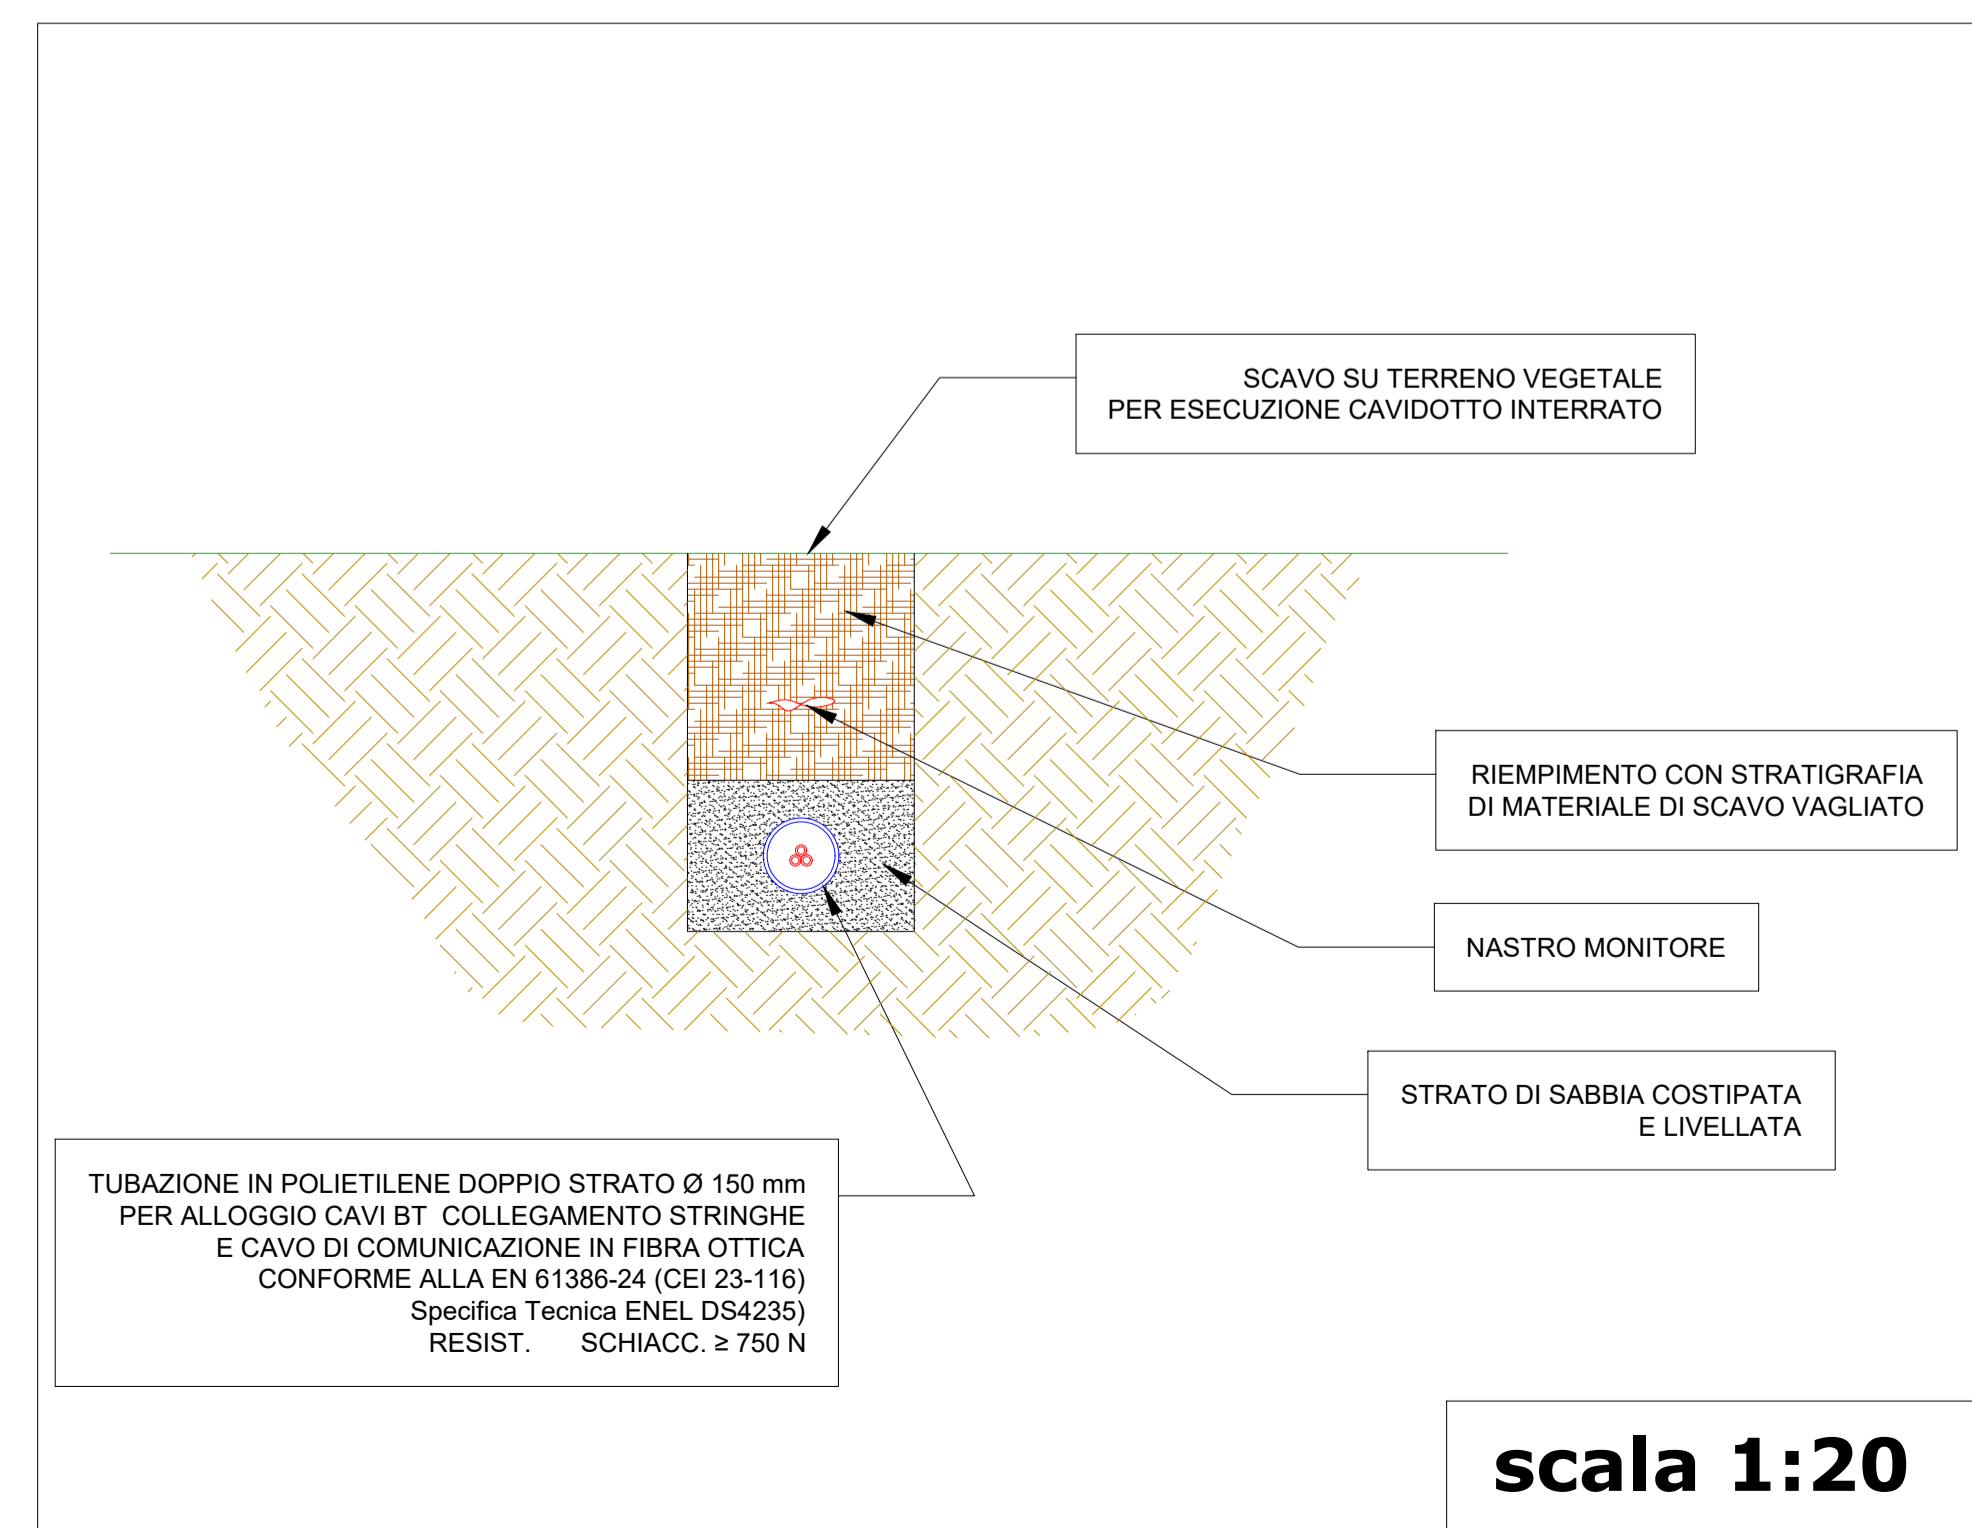 SCAVO SU TERRENO VEGETALE
PER ESECUZIONE CAVIDOTTO INTERRATO
RIEMPIMENTO CON STRATIGRAFIA
DI MATERIALE DI SCAVO VAGLIATO
NASTRO MONITORE
STRATO DI SABBIA COSTIPATA
E LIVELLATA
TUBAZIONE IN POLIETILENE DOPPIO STRATO Ø 150 mm
PER ALLOGGIO CAVI BT  COLLEGAMENTO STRINGHE
E CAVO DI COMUNICAZIONE IN FIBRA OTTICA
CONFORME ALLA EN 61386-24 (CEI 23-116)
Specifica Tecnica ENEL DS4235)
RESIST.  SCHIACC. ≥ 750 N
scala 1:20